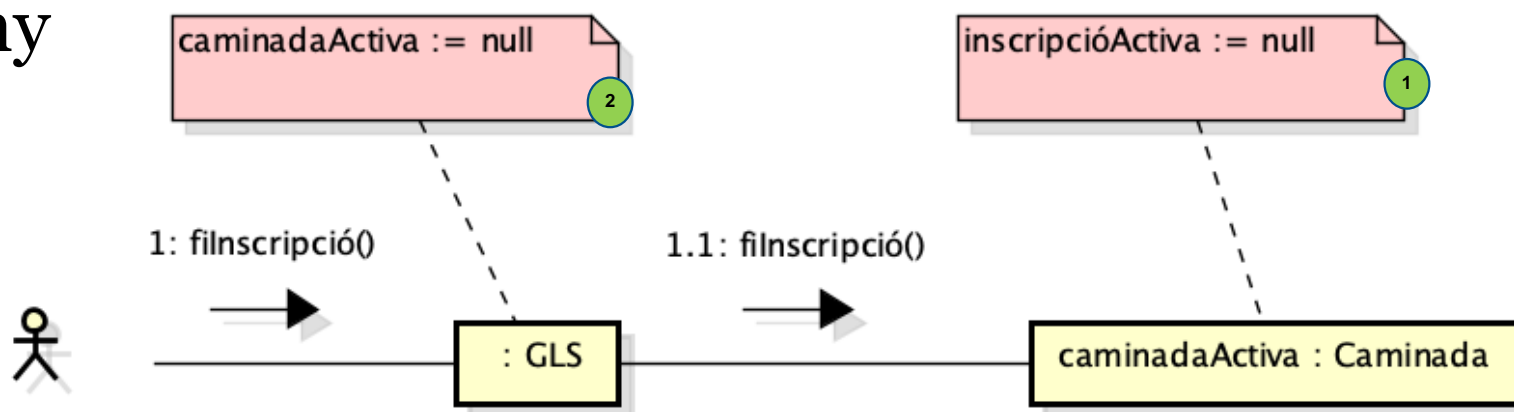 ny
caminadaActiva := null
2
inscripcióActiva := null
1
1: fiInscripció()
1.1: fiInscripció()
: GLS
caminadaActiva : Caminada